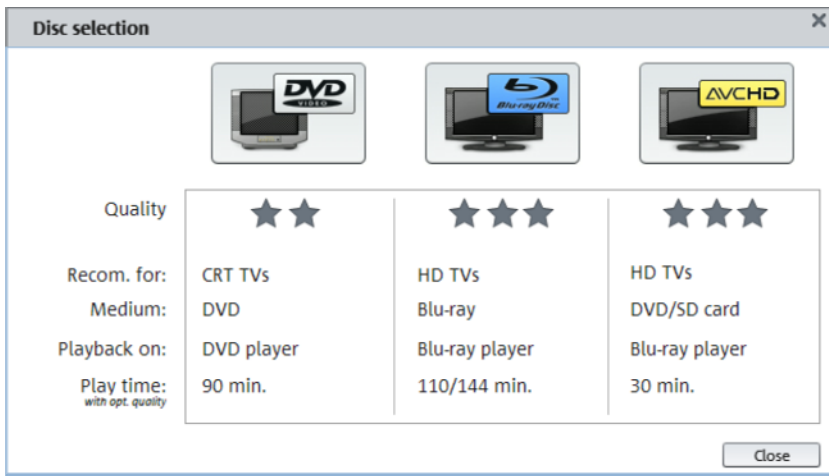 Disc selection
DVD
VIDEO
Blu-ray Disc
AVCHD
Quality
Recom. for: CRT TVs HD TVs HD TVs
Medium: DVD Blu-ray DVD/SD card
Playback on: DVD player Blu-ray player Blu-ray player
Play time: 90 min. 110/144 min. 30 min.
with opt. quality
Close